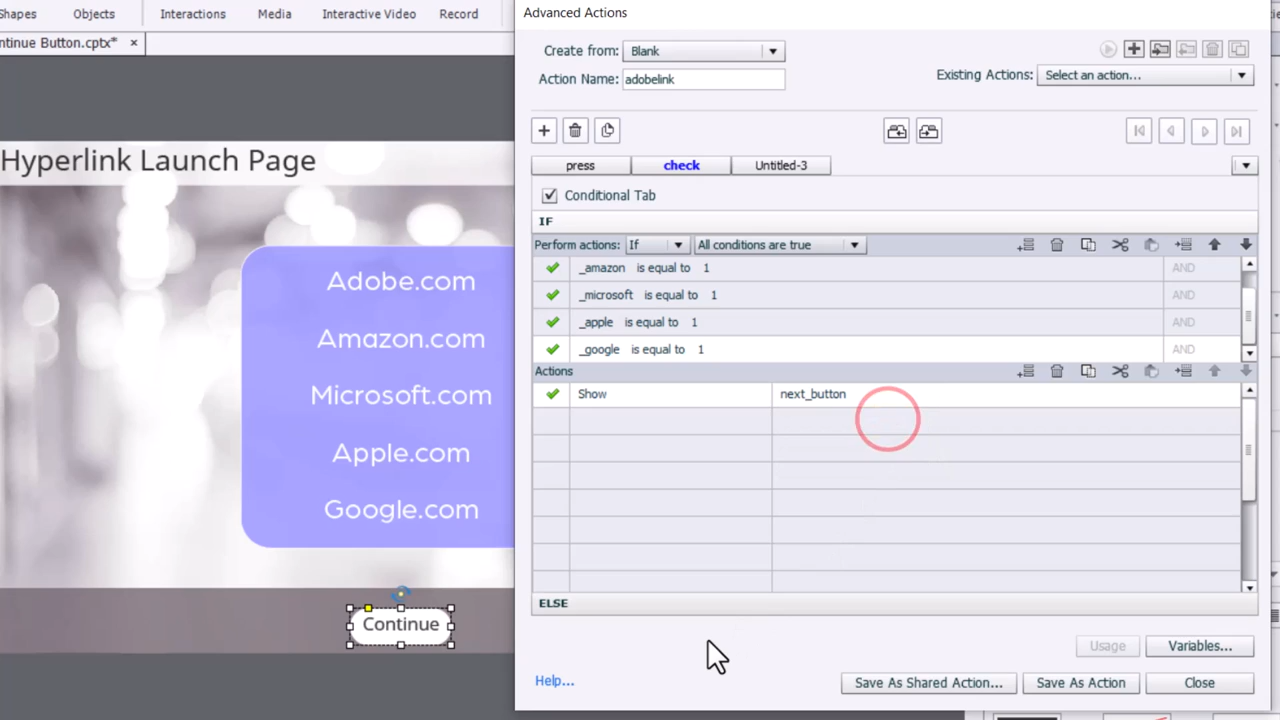 Shapes Objects Interactions Media Interactive Video Record
ntinue Button.cptx* ×
Hyperlink Launch Page
Adobe.com
Amazon.com
Microsoft.com
Apple.com
Google.com
Continue
Advanced Actions
Create from: Blank
Action Name: adobelink
Existing Actions: Select an action...
press check Untitled-3
Conditional Tab
IF
Perform actions: If All conditions are true
_amazon is equal to 1 AND
_microsoft is equal to 1 AND
_apple is equal to 1 AND
_google is equal to 1 AND
Actions
Show next_button
ELSE
Usage Variables...
Help... Save As Shared Action... Save As Action Close